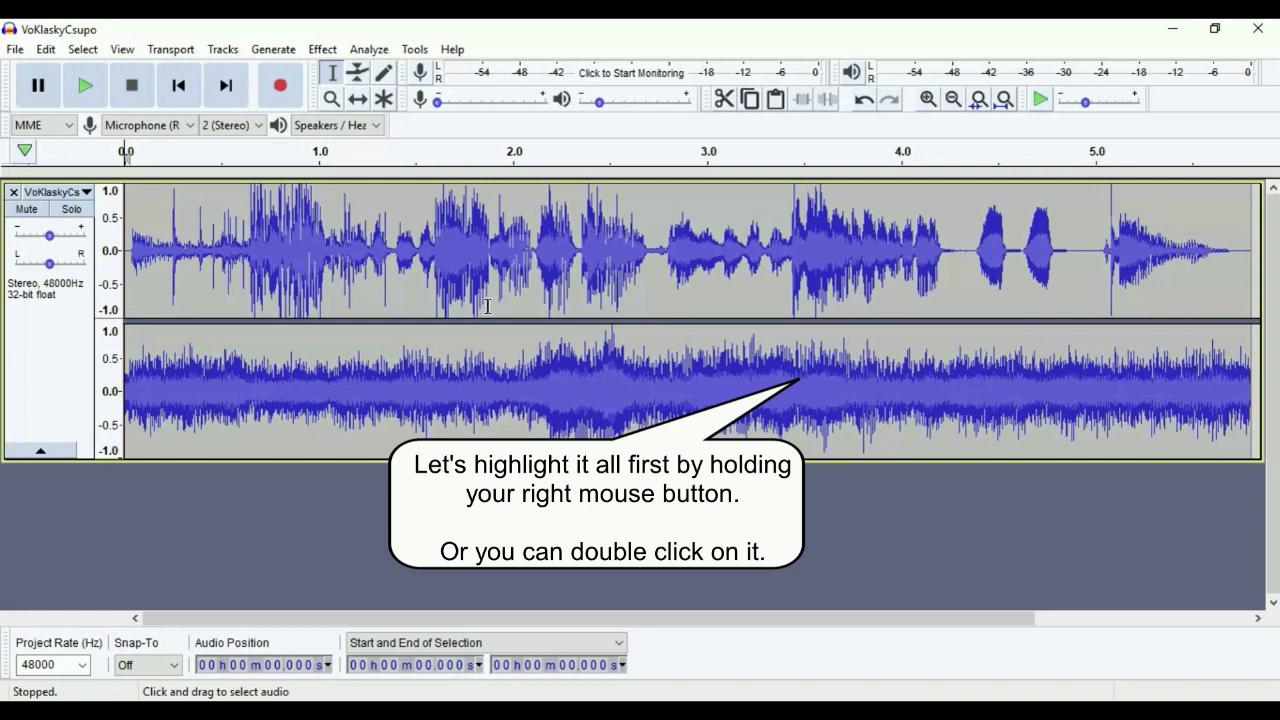 VoKlaskyCsupo
File Edit Select View Transport Tracks Generate Effect Analyze Tools Help
L R -54 -48 -42 Click to Start Monitoring -18 -12 -6 0 L R -54 -48 -42 -36 -30 -24 -18 -12 -6 0
- + - + - +
MME Microphone (R 2 (Stereo) Speakers / Hea
0.0 1.0 2.0 3.0 4.0 5.0
VoKlaskyCs 1.0
Mute Solo
0.5
- +
0.0
L R
Stereo, 48000Hz
-0.5
32-bit float
-1.0
1.0
0.5
0.0
-0.5
-1.0
Let's highlight it all first by holding
your right mouse button.
Or you can double click on it.
Project Rate (Hz) Snap-To Audio Position Start and End of Selection
48000 Off 00 h 00 m 00.000 s 00 h 00 m 00.000 s 00 h 00 m 00.000 s
Stopped. Click and drag to select audio